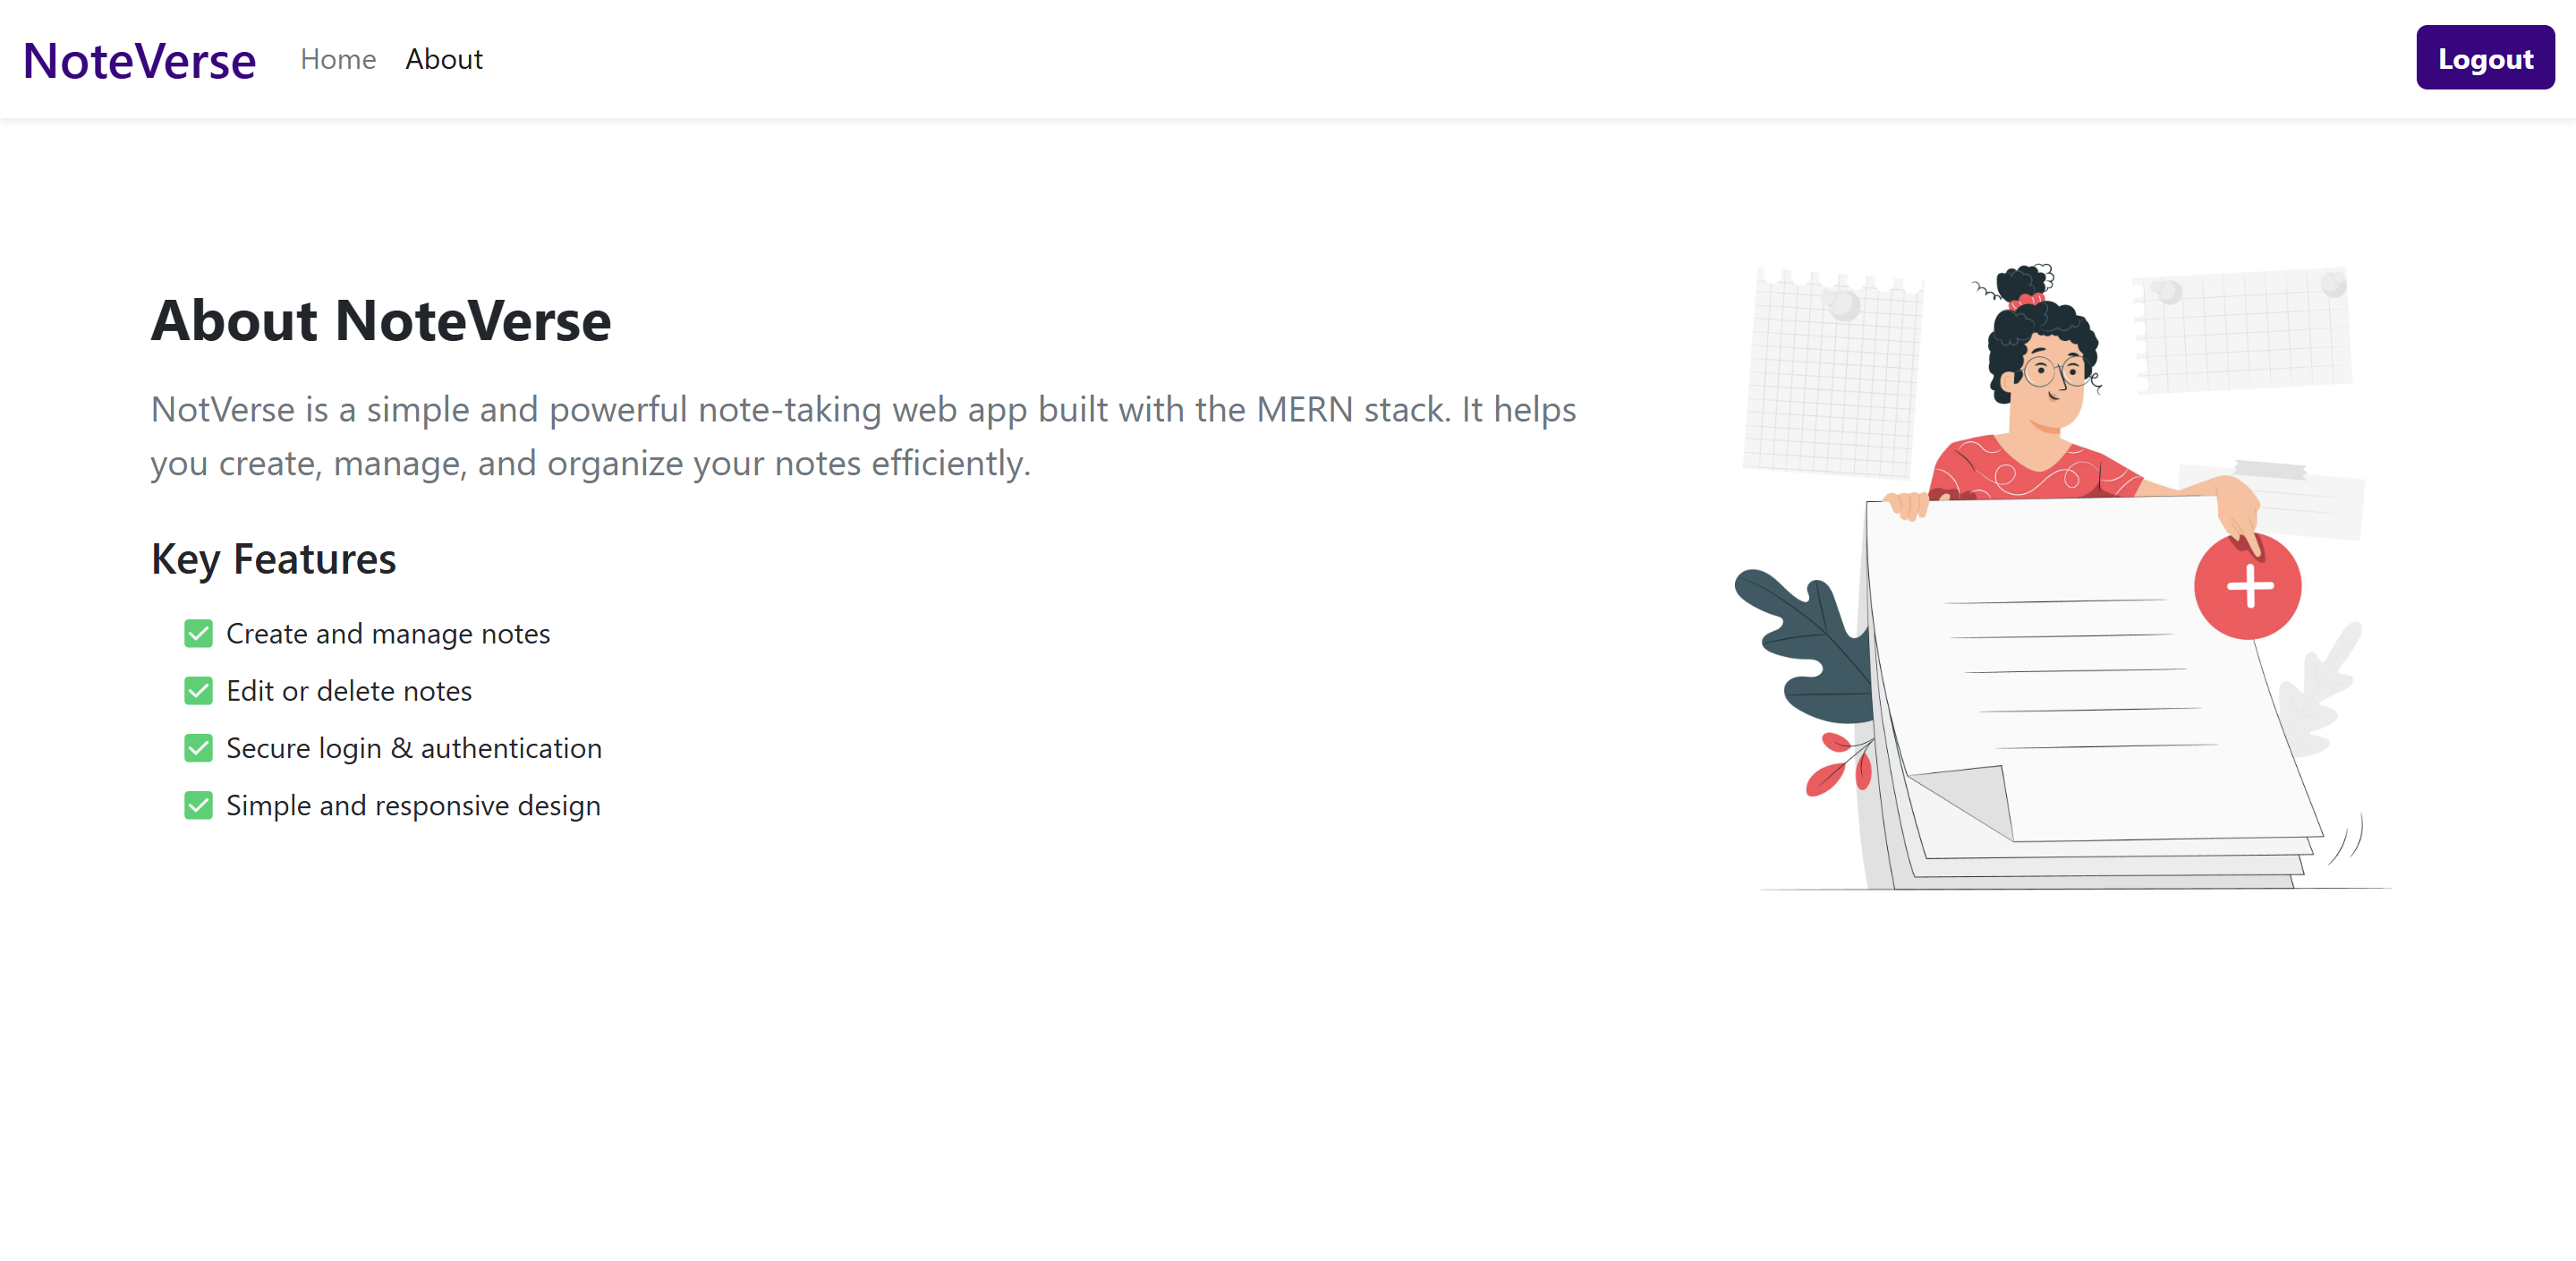 NoteVerse
Home
About
Logout
About NoteVerse
NotVerse is a simple and powerful note-taking web app built with the MERN stack. It helps
you create, manage, and organize your notes efficiently.
Key Features
Create and manage notes
Edit or delete notes
Secure login & authentication
Simple and responsive design